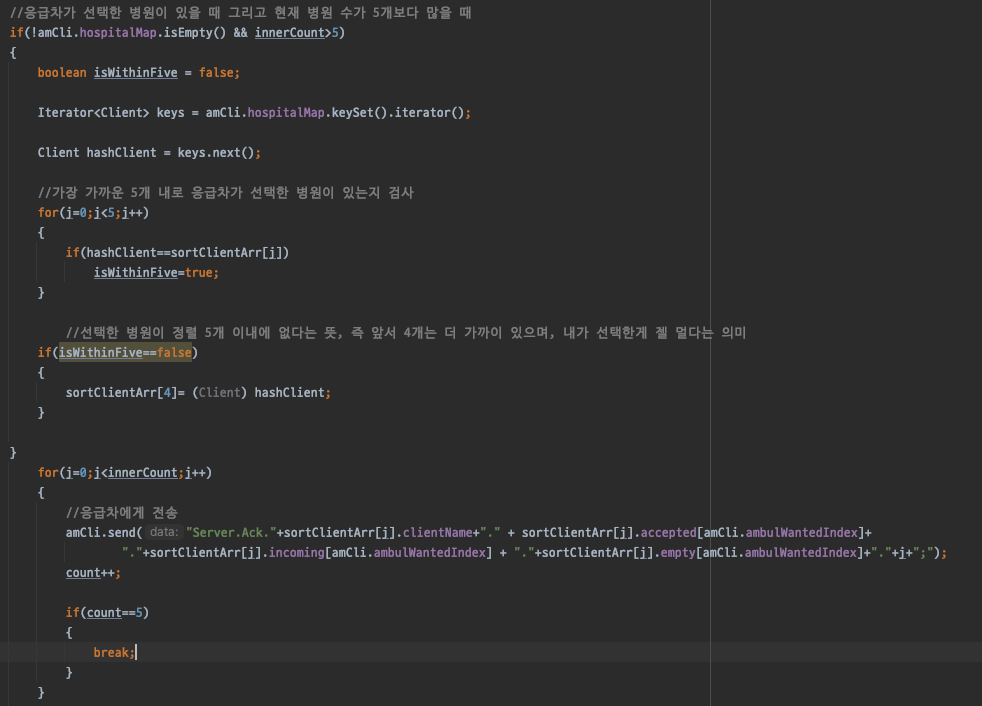 //응급차가 선택한 병원이 있을 때 그리고 현재 병원 수가 5개보다 많을 때
if(!amCli.hospitalMap.isEmpty() && innerCount>5)
{
boolean isWithinFive = false;
Iterator<Client> keys = amCli.hospitalMap.keySet().iterator();
Client hashClient = keys.next();
//가장 가까운 5개 내로 응급차가 선택한 병원이 있는지 검사
for(j=0;j<5;j++)
{
if(hashClient==sortClientArr[j])
isWithinFive=true;
}
//선택한 병원이 정렬 5개 이내에 없다는 뜻, 즉 앞서 4개는 더 가까이 있으며, 내가 선택한게 젤 멀다는 의미
if(isWithinFive==false)
{
sortClientArr[4]= (Client) hashClient;
}
}
for(j=0;j<innerCount;j++)
{
//응급차에게 전송
amCli.send( data: "Server.Ack."+sortClientArr[j].clientName+"." + sortClientArr[j].accepted[amCli.ambulWantedIndex]+
"."+sortClientArr[j].incoming[amCli.ambulWantedIndex] + "."+sortClientArr[j].empty[amCli.ambulWantedIndex]+"."+j+";");
count++;
if(count==5)
{
break;
}
}